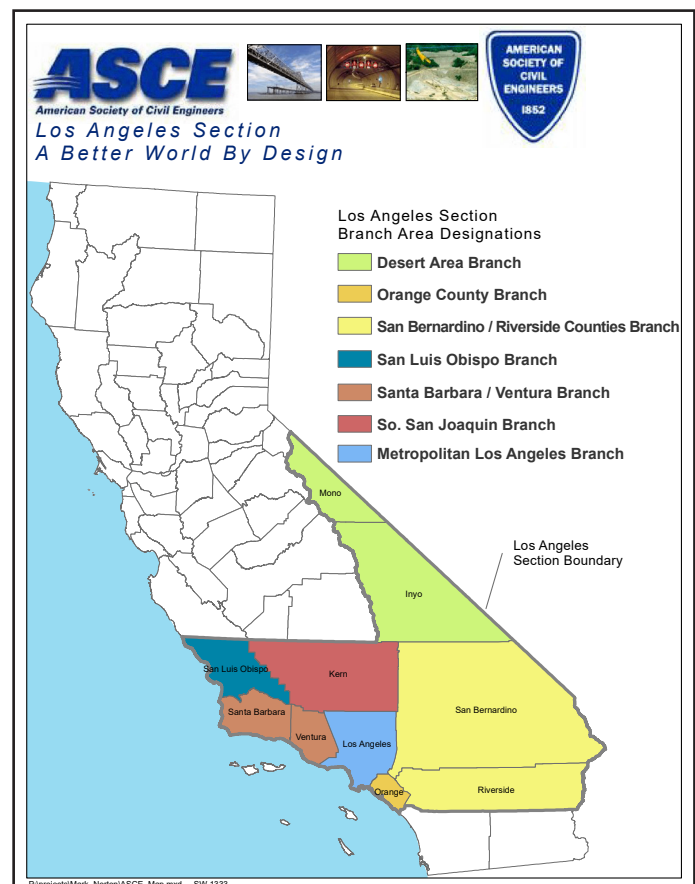 ASCE
American Society of Civil Engineers
AMERICAN
SOCIETY OF
CIVIL
ENGINEERS
1852
Los Angeles Section
A Better World By Design
Los Angeles Section
Branch Area Designations
Desert Area Branch
Orange County Branch
San Bernardino / Riverside Counties Branch
San Luis Obispo Branch
Santa Barbara / Ventura Branch
So. San Joaquin Branch
Metropolitan Los Angeles Branch
Mono
Los Angeles
Section Boundary
Inyo
San Luis Obispo
Kern
Santa Barbara
San Bernardino
Ventura
Los Angeles
Orange
Riverside